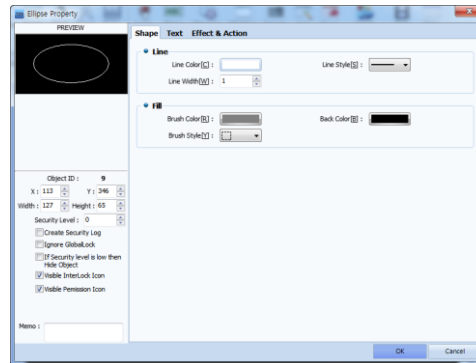 Ellipse Property
PREVIEW
Object ID : 9
X : 113 Y : 346
Width : 127 Height : 65
Security Level : 0
Create Security Log
Ignore GlobalLock
If Security level is low then
Hide Object
Visible InterLock Icon
Visible Pemission Icon
Memo :
Shape Text Effect & Action
Line
Line Color[C] : Line Style[S] :
Line Width[W] : 1
Fill
Brush Color[R] : Back Color[B] :
Brush Style[Y] :
OK Cancel